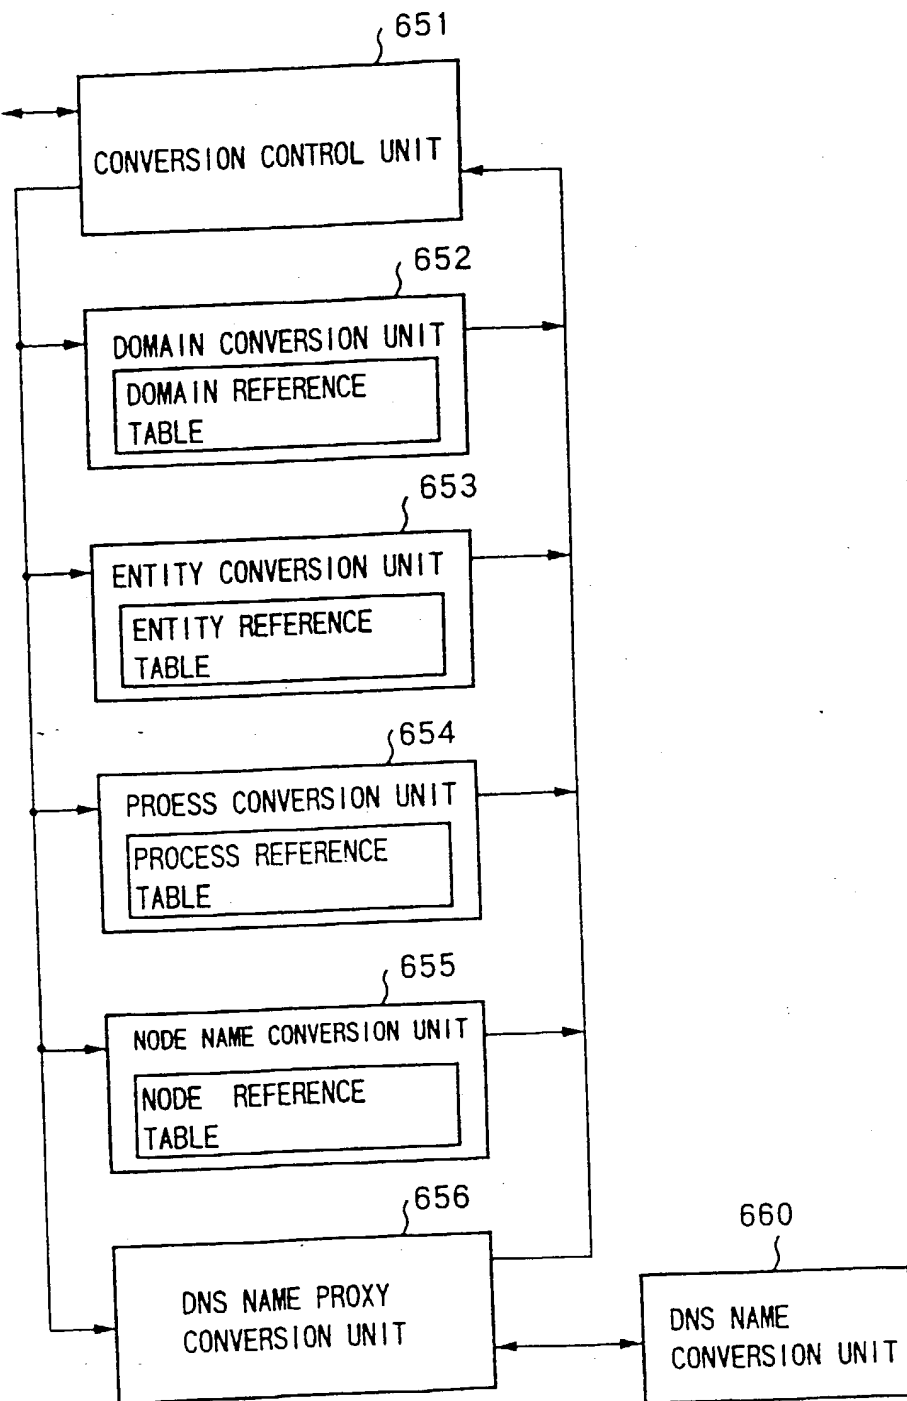 651
CONVERSION CONTROL UNIT
652
DOMAIN CONVERSION UNIT
DOMAIN REFERENCE
TABLE
653
ENTITY CONVERSION UNIT
ENTITY REFERENCE
TABLE
654
PROESS CONVERSION UNIT
PROCESS REFERENCE
TABLE
655
NODE NAME CONVERSION UNIT
NODE REFERENCE
TABLE
656
DNS NAME PROXY
CONVERSION UNIT
660
DNS NAME
CONVERSION UNIT